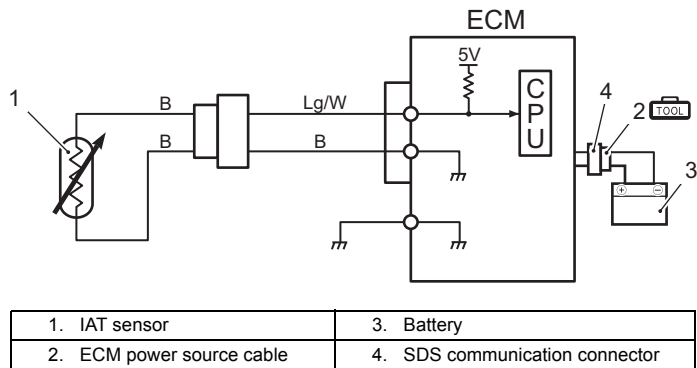 ECM
5V
CPU
1
B
Lg/W
B
B
4
2 TOOL
3
1. IAT sensor 3. Battery
2. ECM power source cable 4. SDS communication connector